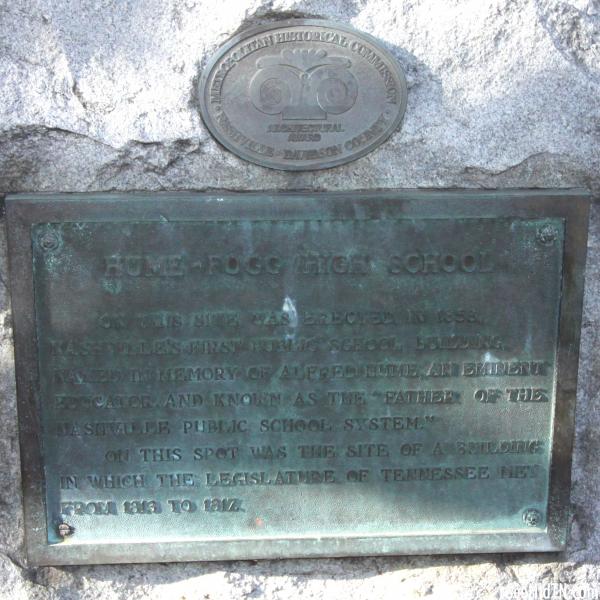 METROPOLITAN HISTORICAL COMMISSION
ARCHITECTURAL
AWARD
NASHVILLE - DAVIDSON COUNTY
HUME-FOGG HIGH SCHOOL
ON THIS SITE WAS ERECTED IN 1853,
NASHVILLE'S FIRST PUBLIC SCHOOL BUILDING,
NAMED IN MEMORY OF ALFRED HUME, AN EMINENT
EDUCATOR AND KNOWN AS THE "FATHER OF THE
NASHVILLE PUBLIC SCHOOL SYSTEM."
ON THIS SPOT WAS THE SITE OF A BUILDING
IN WHICH THE LEGISLATURE OF TENNESSEE MET
FROM 1813 TO 1817.